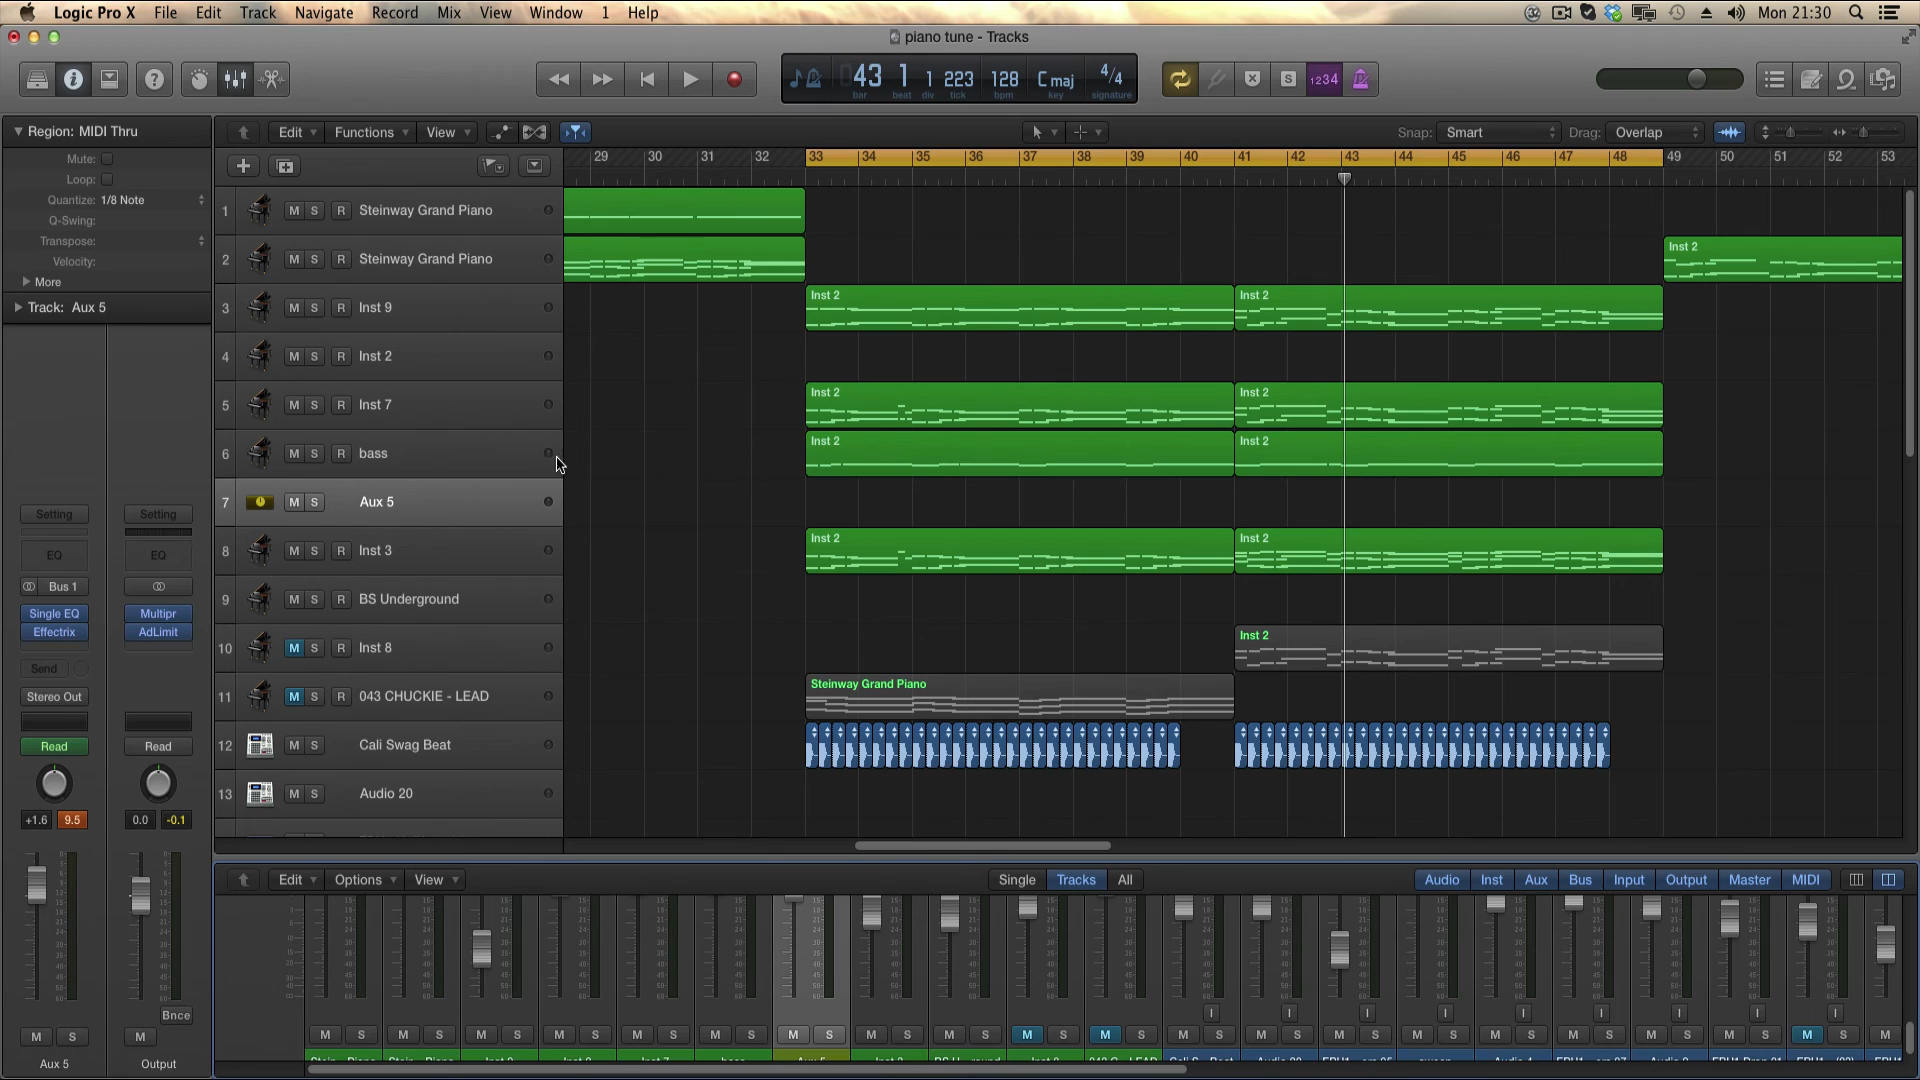 Logic Pro X File Edit Track Navigate Record Mix View Window 1 Help Mon 21:30
piano tune - Tracks
43 1 1 223 128 C maj 4/4
bar beat div tick bpm key signature
1234
Region: MIDI Thru
Edit Functions View Snap: Smart Drag: Overlap
Mute:
Loop:
Quantize: 1/8 Note
Q-Swing:
Transpose:
Velocity:
More
Track: Aux 5
29 30 31 32 33 34 35 36 37 38 39 40 41 42 43 44 45 46 47 48 49 50 51 52 53
1 M S R Steinway Grand Piano
2 M S R Steinway Grand Piano Inst 2
3 M S R Inst 9 Inst 2 Inst 2
4 M S R Inst 2
5 M S R Inst 7 Inst 2 Inst 2
6 M S R bass Inst 2 Inst 2
7 M S Aux 5
8 M S R Inst 3 Inst 2 Inst 2
9 M S R BS Underground
10 M S R Inst 8 Inst 2
11 M S R 043 CHUCKIE - LEAD Steinway Grand Piano
12 M S Cali Swag Beat
13 M S Audio 20
Setting Setting
EQ EQ
Bus 1
Single EQ Multipr
Effectrix AdLimit
Send
Stereo Out
Read Read
+1.6 9.5 0.0 -0.1
Bnce
M S M
Aux 5 Output
Edit Options View Single Tracks All Audio Inst Aux Bus Input Output Master MIDI
I I I I I I I I I
M S M S M S M S M S M S M S M S M S M S M S M S M S M S M S M S M S M S M S M S M